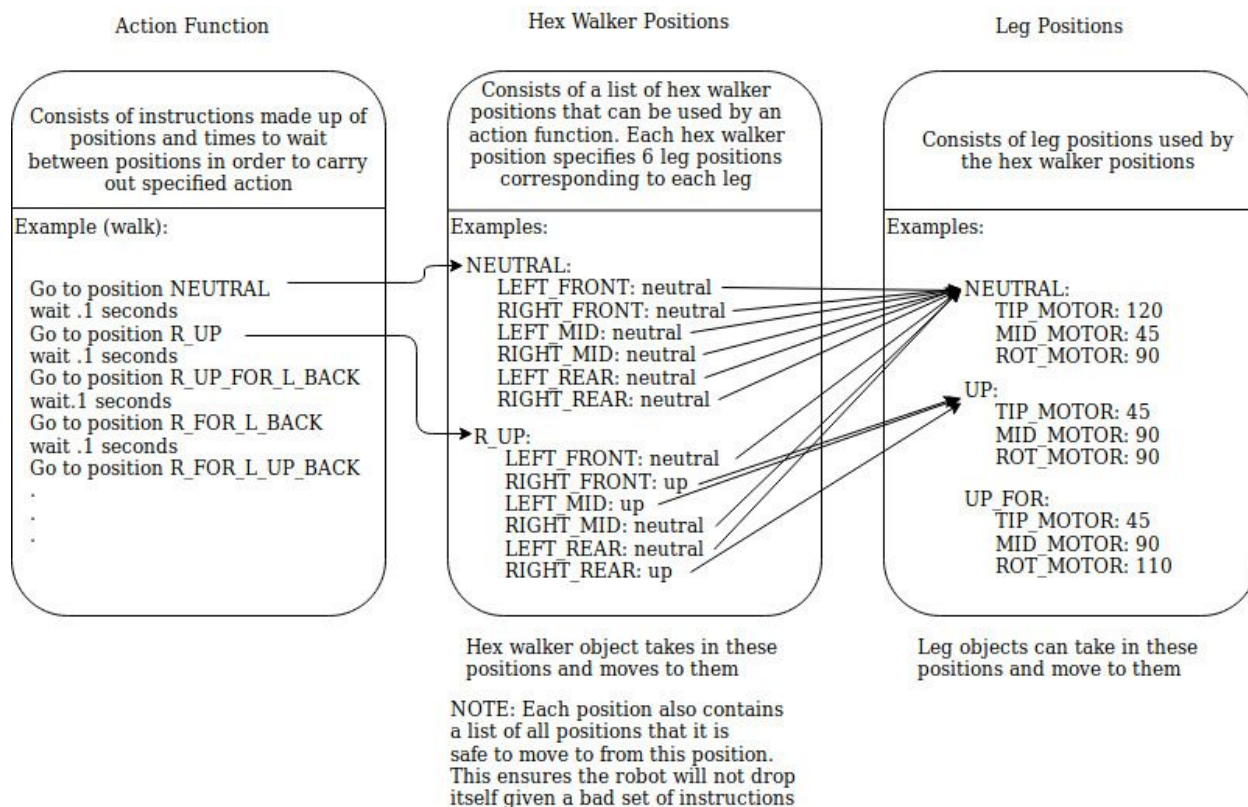 Action Function
Consists of instructions made up of
positions and times to wait
between positions in order to carry
out specified action
Example (walk):
Go to position NEUTRAL
wait .1 seconds
Go to position R_UP
wait .1 seconds
Go to position R_UP_FOR_L_BACK
wait.1 seconds
Go to position R_FOR_L_BACK
wait .1 seconds
Go to position R_FOR_L_UP_BACK
.
.
.
Hex Walker Positions
Consists of a list of hex walker
positions that can be used by an
action function. Each hex walker
position specifies 6 leg positions
corresponding to each leg
Examples:
NEUTRAL:
LEFT_FRONT: neutral
RIGHT_FRONT: neutral
LEFT_MID: neutral
RIGHT_MID: neutral
LEFT_REAR: neutral
RIGHT_REAR: neutral
R_UP:
LEFT_FRONT: neutral
RIGHT_FRONT: up
LEFT_MID: up
RIGHT_MID: neutral
LEFT_REAR: neutral
RIGHT_REAR: up
Hex walker object takes in these
positions and moves to them
NOTE: Each position also contains
a list of all positions that it is
safe to move to from this position.
This ensures the robot will not drop
itself given a bad set of instructions
Leg Positions
Consists of leg positions used by
the hex walker positions
Examples:
NEUTRAL:
TIP_MOTOR: 120
MID_MOTOR: 45
ROT_MOTOR: 90
UP:
TIP_MOTOR: 45
MID_MOTOR: 90
ROT_MOTOR: 90
UP_FOR:
TIP_MOTOR: 45
MID_MOTOR: 90
ROT_MOTOR: 110
Leg objects can take in these
positions and move to them